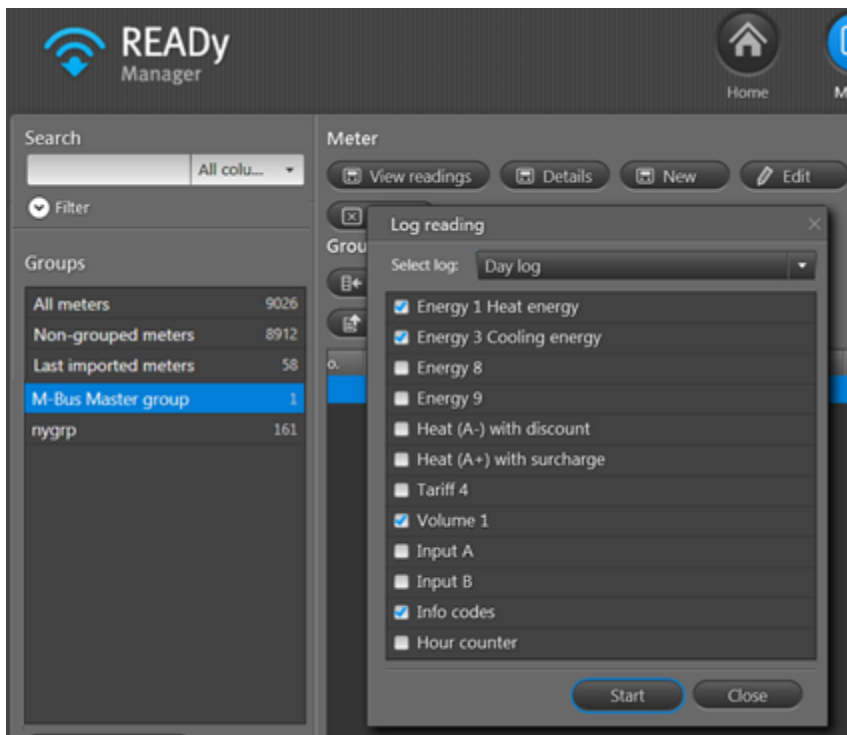 READy
Manager
Home
M
Search
All colu...
Filter
Meter
View readings
Details
New
Edit
Log reading
Grou
Select log:
Day log
Groups
All meters 9026
Non-grouped meters 8912
Last imported meters 58
M-Bus Master group 1
nygrp 161
o.
Energy 1 Heat energy
Energy 3 Cooling energy
Energy 8
Energy 9
Heat (A-) with discount
Heat (A+) with surcharge
Tariff 4
Volume 1
Input A
Input B
Info codes
Hour counter
Start
Close